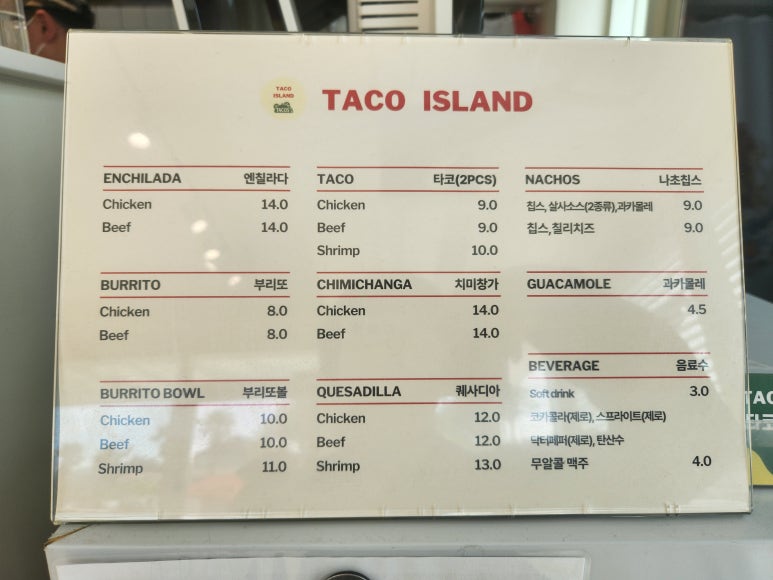 TACO
ISLAND
TACOS
TACO ISLAND
ENCHILADA 엔칠라다
Chicken 14.0
Beef 14.0
BURRITO 부리또
Chicken 8.0
Beef 8.0
BURRITO BOWL 부리또볼
Chicken 10.0
Beef 10.0
Shrimp 11.0
TACO 타코(2PCS)
Chicken 9.0
Beef 9.0
Shrimp 10.0
CHIMICHANGA 치미창가
Chicken 14.0
Beef 14.0
QUESADILLA 퀘사디아
Chicken 12.0
Beef 12.0
Shrimp 13.0
NACHOS 나초칩스
칩스, 살사소스(2종류),과카몰레 9.0
칩스, 칠리치즈 9.0
GUACAMOLE 과카몰레
4.5
BEVERAGE 음료수
Soft drink 3.0
코카콜라(제로), 스프라이트(제로)
닥터페퍼(제로), 탄산수
무알콜 맥주 4.0